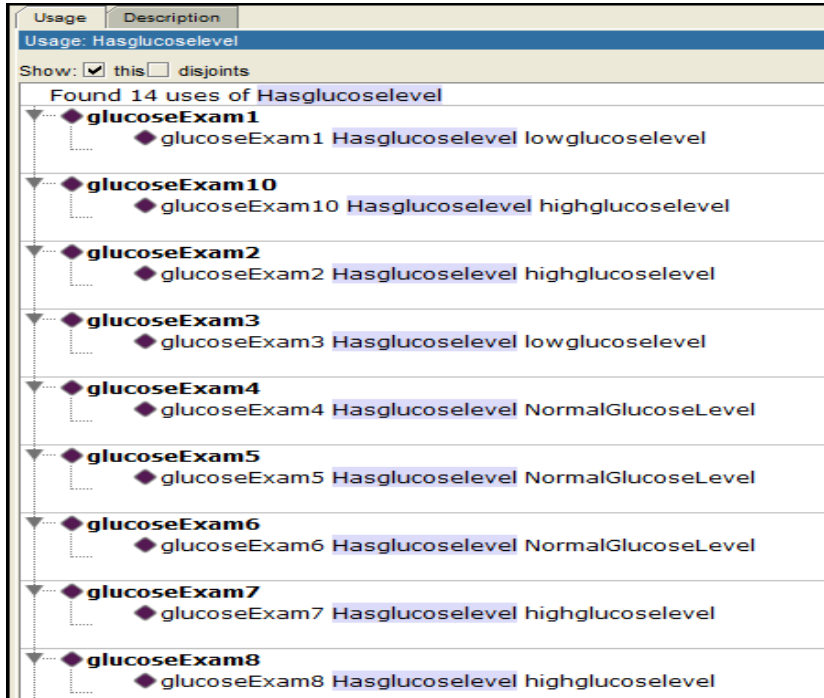 Usage Description
Usage: Hasglucoselevel
Show: this disjoints
Found 14 uses of Hasglucoselevel
glucoseExam1
glucoseExam1 Hasglucoselevel lowglucoselevel
glucoseExam10
glucoseExam10 Hasglucoselevel highglucoselevel
glucoseExam2
glucoseExam2 Hasglucoselevel highglucoselevel
glucoseExam3
glucoseExam3 Hasglucoselevel lowglucoselevel
glucoseExam4
glucoseExam4 Hasglucoselevel NormalGlucoseLevel
glucoseExam5
glucoseExam5 Hasglucoselevel NormalGlucoseLevel
glucoseExam6
glucoseExam6 Hasglucoselevel NormalGlucoseLevel
glucoseExam7
glucoseExam7 Hasglucoselevel highglucoselevel
glucoseExam8
glucoseExam8 Hasglucoselevel highglucoselevel